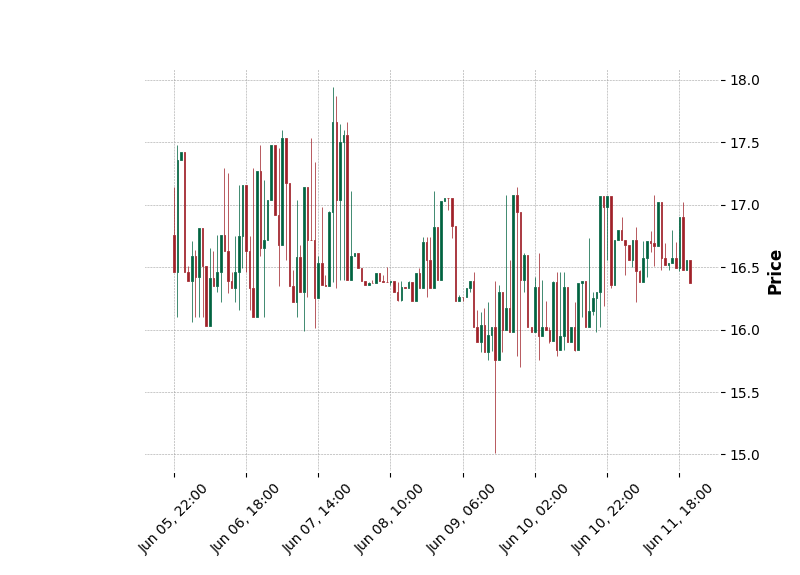 18.0
17.5
17.0
16.5
16.0
15.5
15.0
Price
Jun 05, 22:00
Jun 06, 18:00
Jun 07, 14:00
Jun 08, 10:00
Jun 09, 06:00
Jun 10, 02:00
Jun 10, 22:00
Jun 11, 18:00